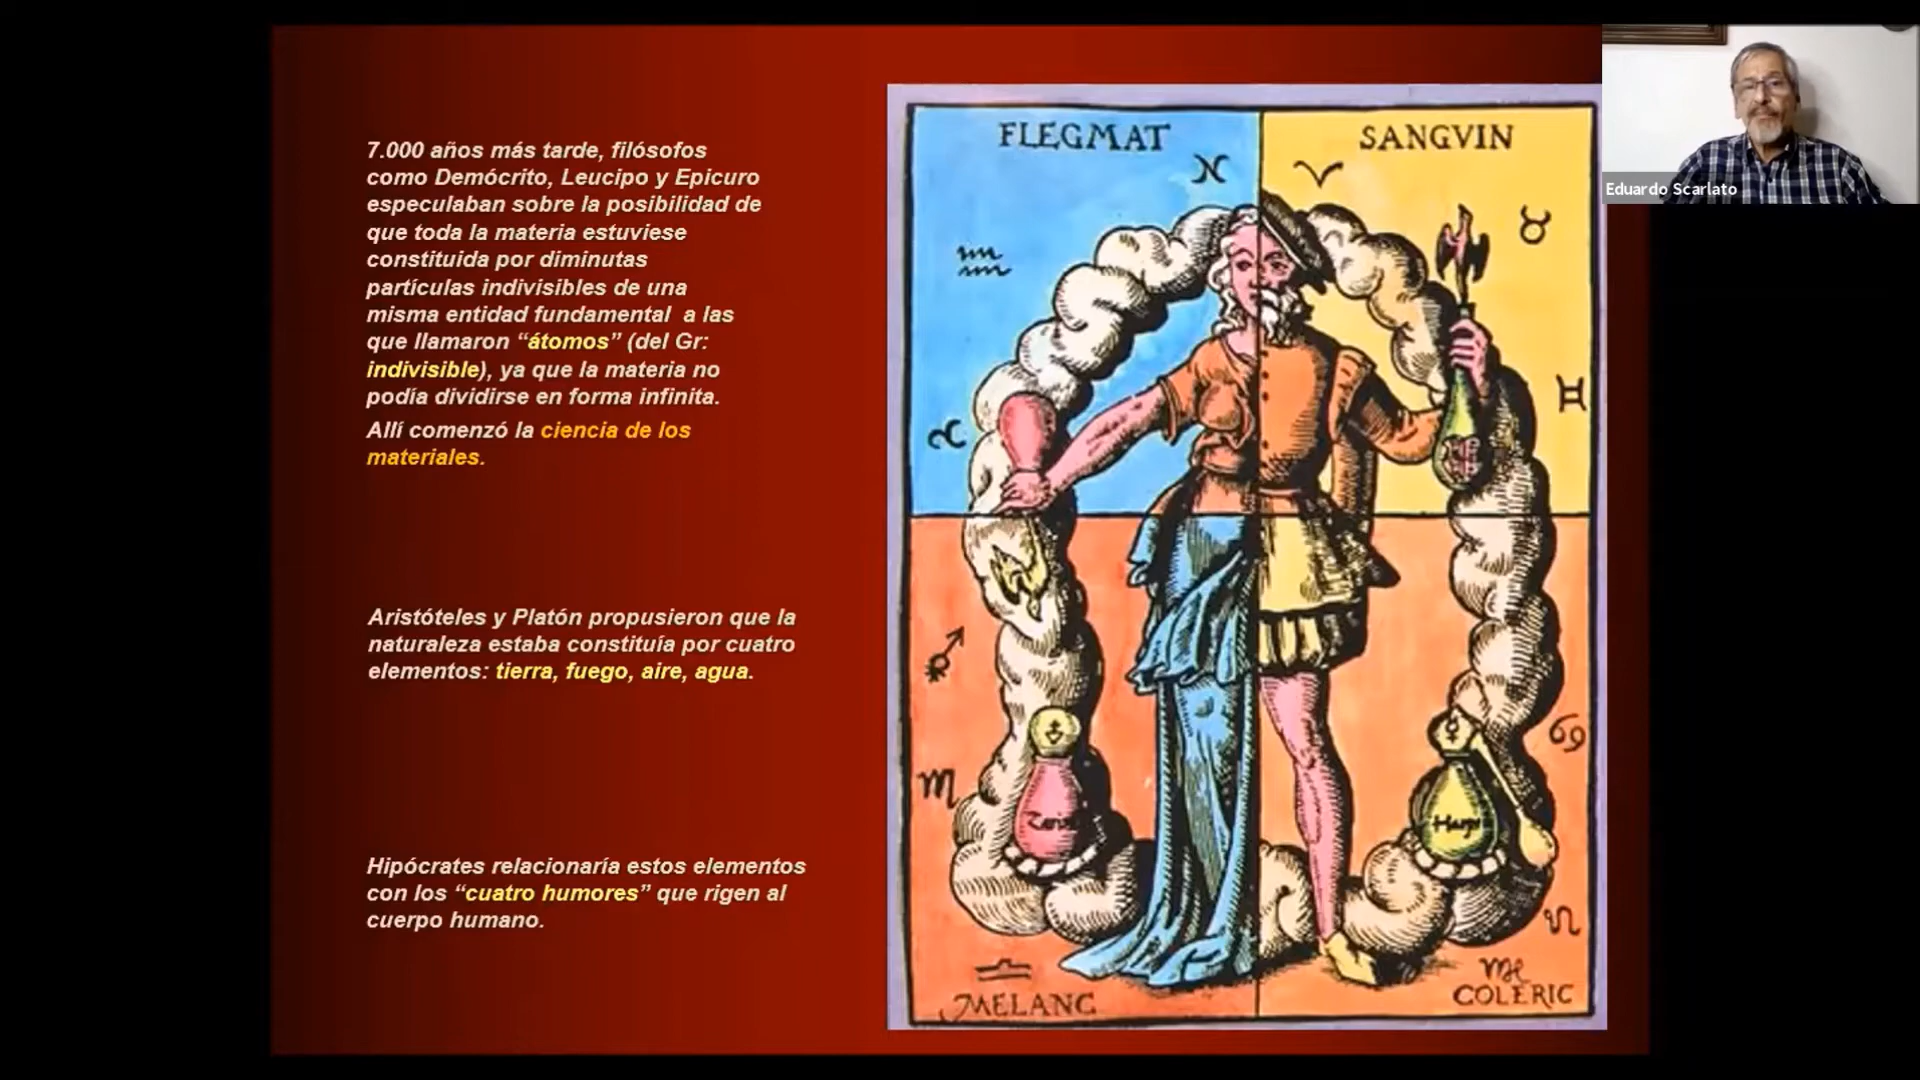 7.000 años más tarde, filósofos
como Demócrito, Leucipo y Epicuro
especulaban sobre la posibilidad de
que toda la materia estuviese
constituida por diminutas
partículas indivisibles de una
misma entidad fundamental a las
que llamaron “átomos” (del Gr:
indivisible), ya que la materia no
podía dividirse en forma infinita.
Allí comenzó la ciencia de los
materiales.
Aristóteles y Platón propusieron que la
naturaleza estaba constituía por cuatro
elementos: tierra, fuego, aire, agua.
Hipócrates relacionaría estos elementos
con los “cuatro humores” que rigen al
cuerpo humano.
FLEGMAT
SANGVIN
MELANC
COLERIC
Eduardo Scarlato